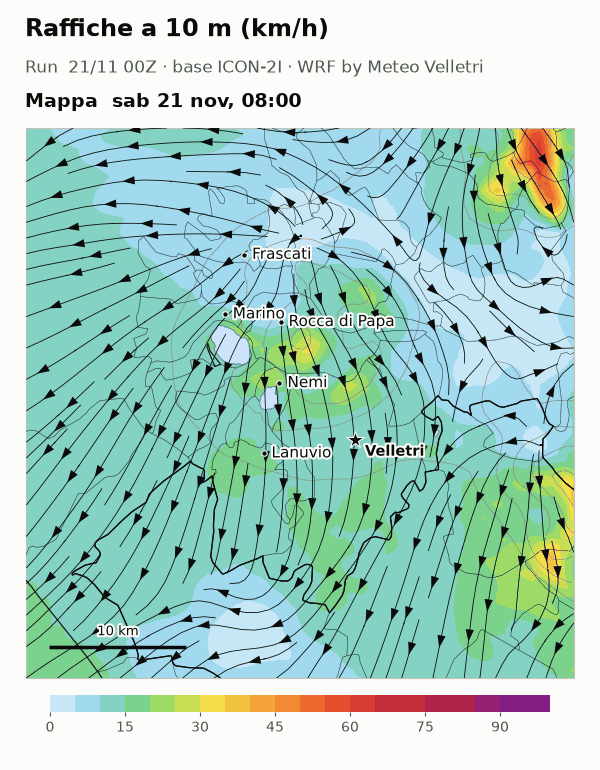 Raffiche a 10 m (km/h)
Run  21/11 00Z · base ICON-2I · WRF by Meteo Velletri
Mappa  sab 21 nov, 08:00
Frascati
Marino
Rocca di Papa
Nemi
Lanuvio
Velletri
10 km
0 15 30 45 60 75 90